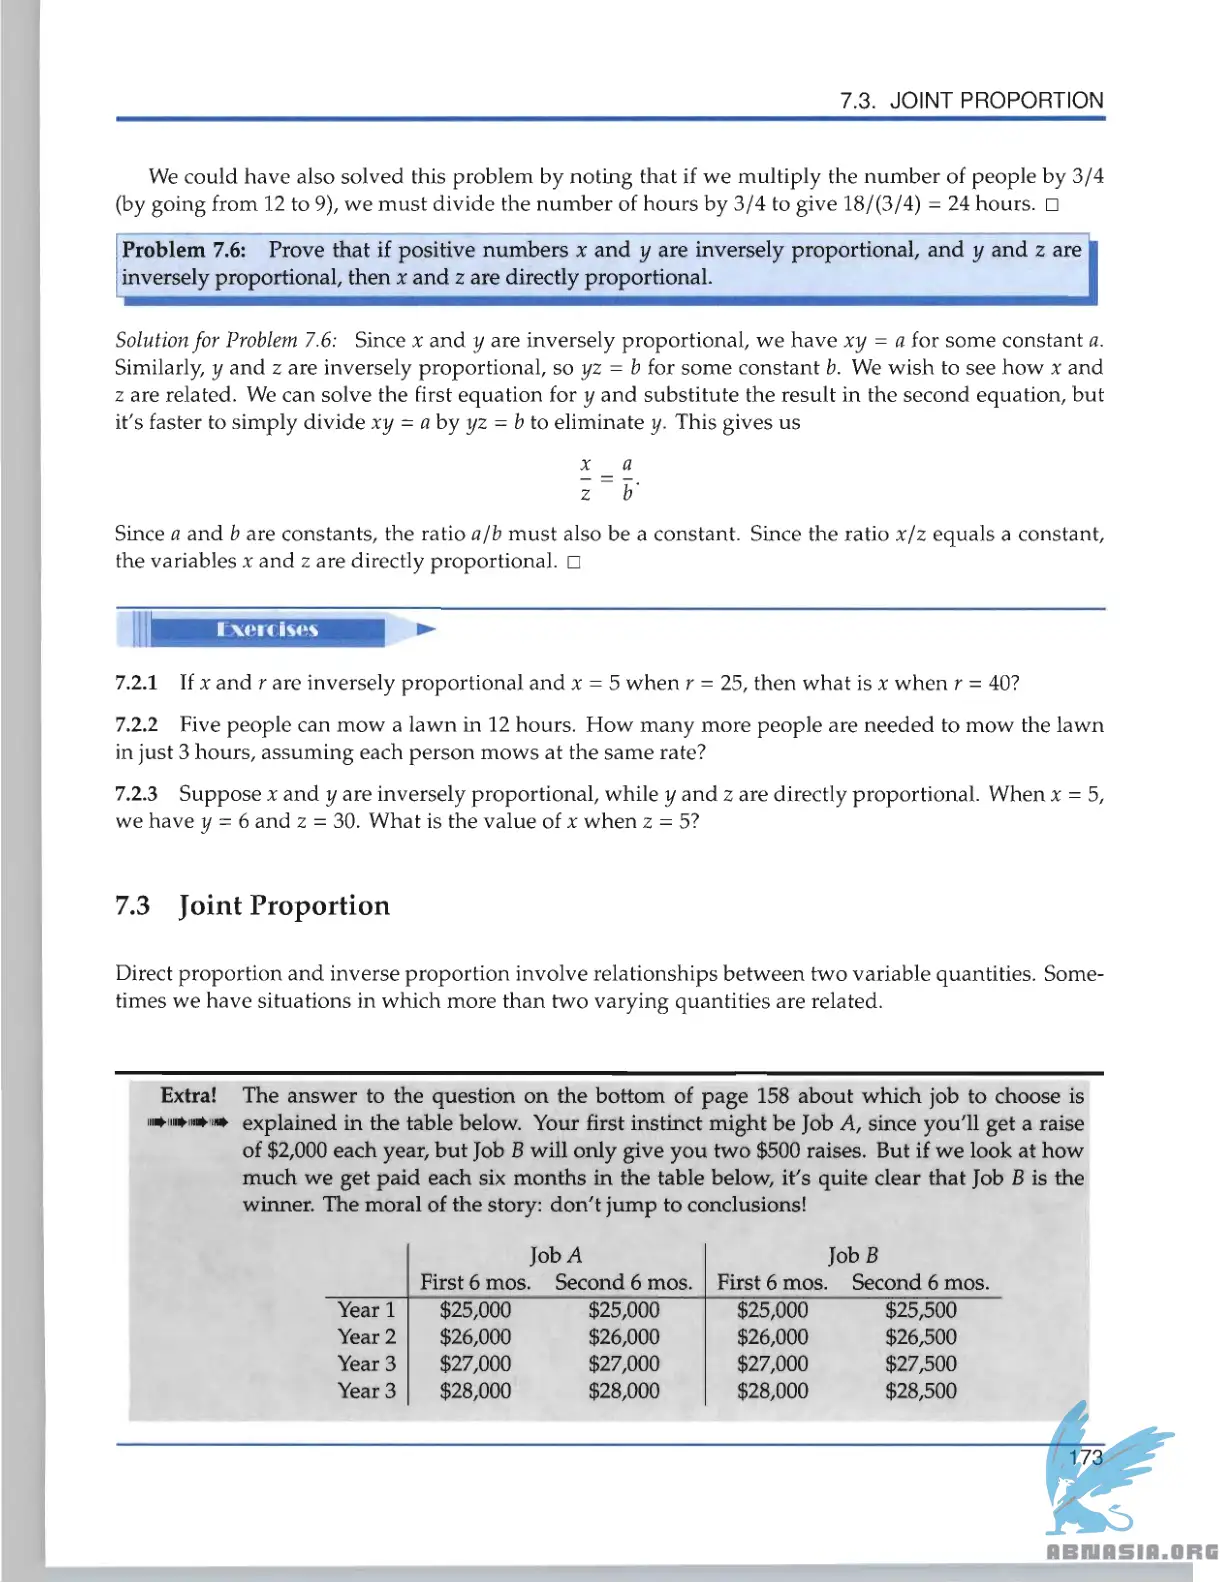 7.3. JOINT PROPORTION
We could have also solved this problem by noting that if we multiply the number of people by 3/4
(by going from 12 to 9), we must divide the number of hours by 3/4 to give 18/(3/4) = 24 hours. □
Problem 7.6: Prove that if positive numbers x and y are inversely proportional, and y and z are
inversely proportional, then x and z are directly proportional.
Solution for Problem 7.6: Since x and y are inversely proportional, we have xy = a for some constant a.
Similarly, y and z are inversely proportional, so yz = b for some constant b. We wish to see how x and
z are related. We can solve the first equation for y and substitute the result in the second equation, but
it's faster to simply divide xy = a by yz = b to eliminate y. This gives us
x/z = a/b.
Since a and b are constants, the ratio a/b must also be a constant. Since the ratio x/z equals a constant,
the variables x and z are directly proportional. □
Exercises
7.2.1 If x and r are inversely proportional and x = 5 when r = 25, then what is x when r = 40?
7.2.2 Five people can mow a lawn in 12 hours. How many more people are needed to mow the lawn
in just 3 hours, assuming each person mows at the same rate?
7.2.3 Suppose x and y are inversely proportional, while y and z are directly proportional. When x = 5,
we have y = 6 and z = 30. What is the value of x when z = 5?
7.3 Joint Proportion
Direct proportion and inverse proportion involve relationships between two variable quantities. Some-
times we have situations in which more than two varying quantities are related.
Extra! The answer to the question on the bottom of page 158 about which job to choose is
explained in the table below. Your first instinct might be Job A, since you'll get a raise
of $2,000 each year, but Job B will only give you two $500 raises. But if we look at how
much we get paid each six months in the table below, it's quite clear that Job B is the
winner. The moral of the story: don't jump to conclusions!
Job A Job B
First 6 mos. Second 6 mos. First 6 mos. Second 6 mos.
Year 1 $25,000 $25,000 $25,000 $25,500
Year 2 $26,000 $26,000 $26,000 $26,500
Year 3 $27,000 $27,000 $27,000 $27,500
Year 3 $28,000 $28,000 $28,000 $28,500
173
ABNASIA.ORG